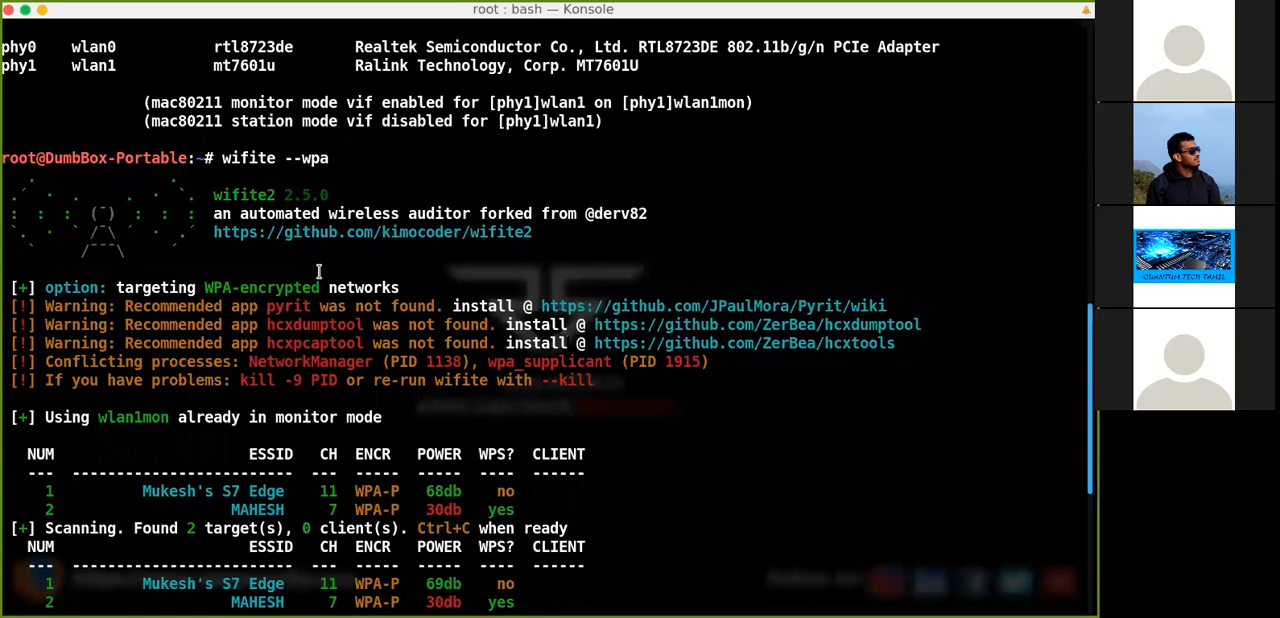 root : bash — Konsole
phy0 wlan0 rtl8723de Realtek Semiconductor Co., Ltd. RTL8723DE 802.11b/g/n PCIe Adapter
phy1 wlan1 mt7601u Ralink Technology, Corp. MT7601U
(mac80211 monitor mode vif enabled for [phy1]wlan1 on [phy1]wlan1mon)
(mac80211 station mode vif disabled for [phy1]wlan1)
root@DumbBox-Portable:~# wifite --wpa
wifite2 2.5.0
an automated wireless auditor forked from @derv82
https://github.com/kimocoder/wifite2
[+] option: targeting WPA-encrypted networks
[!] Warning: Recommended app pyrit was not found. install @ https://github.com/JPaulMora/Pyrit/wiki
[!] Warning: Recommended app hcxdumptool was not found. install @ https://github.com/ZerBea/hcxdumptool
[!] Warning: Recommended app hcxpcaptool was not found. install @ https://github.com/ZerBea/hcxtools
[!] Conflicting processes: NetworkManager (PID 1138), wpa_supplicant (PID 1915)
[!] If you have problems: kill -9 PID or re-run wifite with --kill
[+] Using wlan1mon already in monitor mode
NUM ESSID CH ENCR POWER WPS? CLIENT
--- ------------------------- --- ----- ----- ---- ------
1 Mukesh's S7 Edge 11 WPA-P 68db no
2 MAHESH 7 WPA-P 30db yes
[+] Scanning. Found 2 target(s), 0 client(s). Ctrl+C when ready
NUM ESSID CH ENCR POWER WPS? CLIENT
--- ------------------------- --- ----- ----- ---- ------
1 Mukesh's S7 Edge 11 WPA-P 69db no
2 MAHESH 7 WPA-P 30db yes
QUANTUM TECH TAMIL